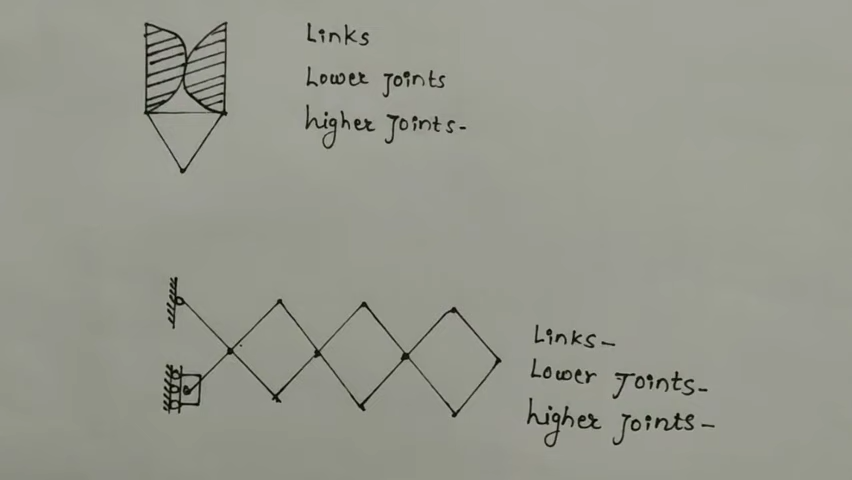 Links
Lower Joints
higher Joints-
Links-
Lower Joints-
higher Joints-